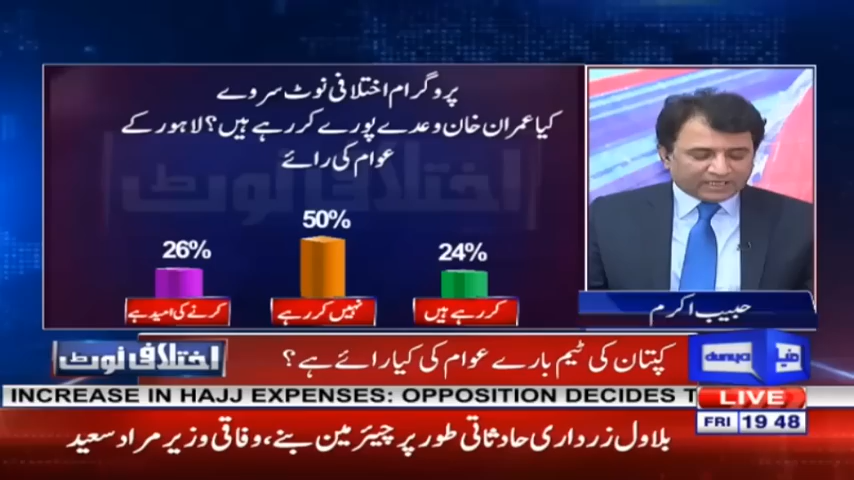 پروگرام اختلافی نوٹ سروے
کیا عمران خان وعدے پورے کر رہے ہیں؟ لاہور کے
عوام کی رائے
26%
50%
24%
کرنے کی امید ہے
نہیں کر رہے
کر رہے ہیں
حبیب اکرم
اختلافی نوٹ
کپتان کی ٹیم بارے عوام کی کیا رائے ہے؟
dunya
دنیا
INCREASE IN HAJJ EXPENSES: OPPOSITION DECIDES T
LIVE
FRI 19 48
بلاول زرداری حادثاتی طور پر چیئرمین بنے، وفاقی وزیر مراد سعید